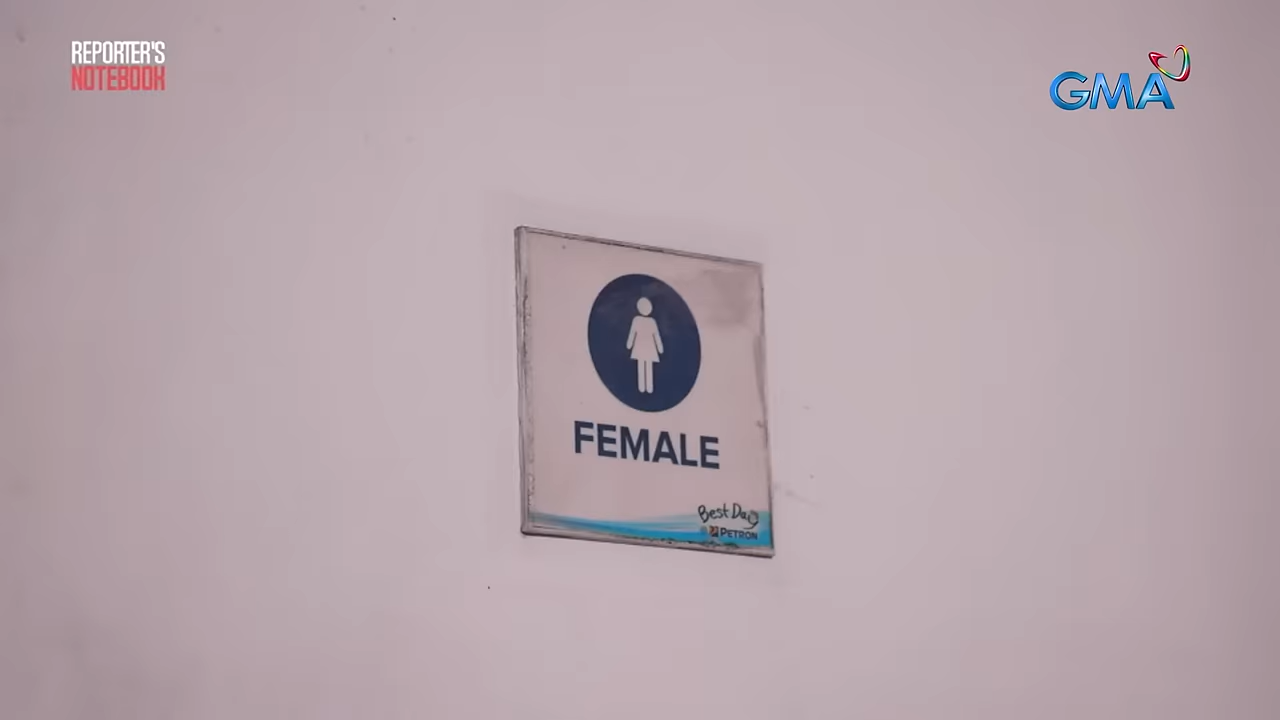 REPORTER'S
NOTEBOOK
GMA
FEMALE
Best Day
PETRON